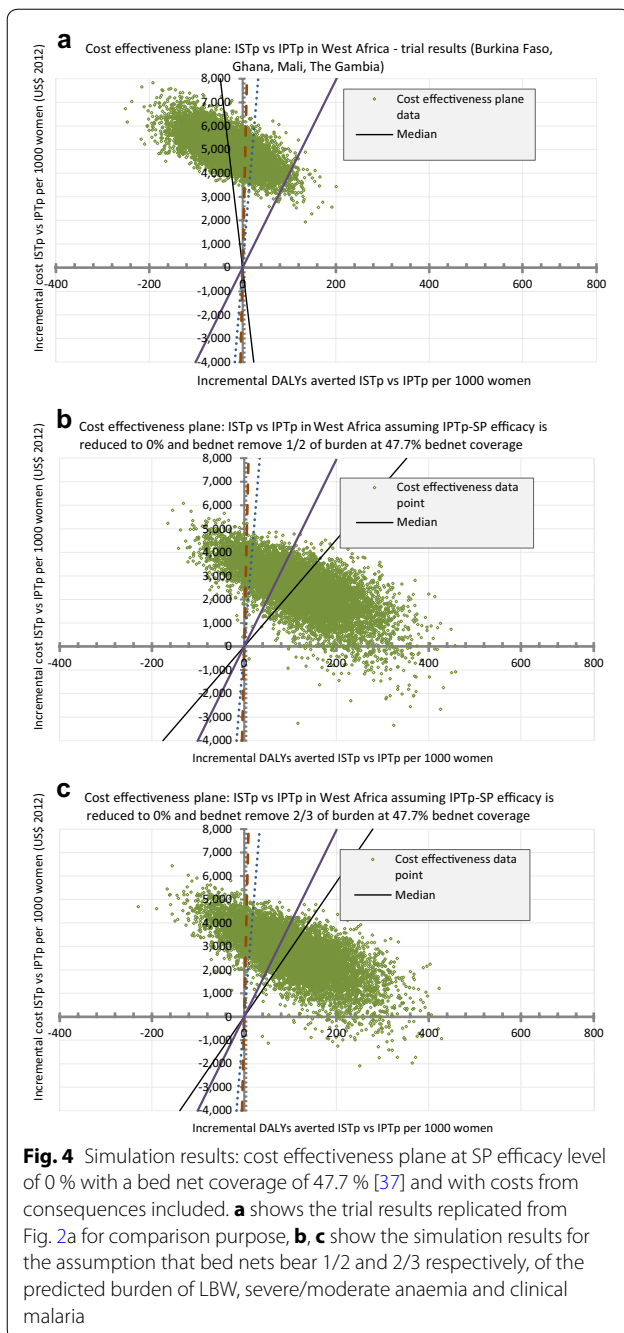 a
Cost effectiveness plane: ISTp vs IPTp in West Africa - trial results (Burkina Faso,
Ghana, Mali, The Gambia)
Incremental cost ISTp vs IPTp per 1000 women (US$ 2012)
8,000
7,000
6,000
5,000
4,000
3,000
2,000
1,000
0
-1,000
-2,000
-3,000
-4,000
-400 -200 0 200 400 600 800
Cost effectiveness plane
data
Median
Incremental DALYs averted ISTp vs IPTp per 1000 women
b
Cost effectiveness plane: ISTp vs IPTp in West Africa assuming IPTp-SP efficacy is
reduced to 0% and bednet remove 1/2 of burden at 47.7% bednet coverage
Incremental cost ISTp vs IPTp per 1000 women (US$ 2012)
8,000
7,000
6,000
5,000
4,000
3,000
2,000
1,000
0
-1,000
-2,000
-3,000
-4,000
-400 -200 0 200 400 600 800
Cost effectiveness data
point
Median
Incremental DALYs averted ISTp vs IPTp per 1000 women
c
Cost effectiveness plane: ISTp vs IPTp in West Africa assuming IPTp-SP efficacy is
reduced to 0% and bednet remove 2/3 of burden at 47.7% bednet coverage
Incremental cost ISTp vs IPTp per 1000 women (US$ 2012)
8,000
7,000
6,000
5,000
4,000
3,000
2,000
1,000
0
-1,000
-2,000
-3,000
-4,000
-400 -200 0 200 400 600 800
Cost effectiveness data
point
Median
Incremental DALYs averted ISTp vs IPTp per 1000 women
Fig. 4 Simulation results: cost effectiveness plane at SP efficacy level
of 0 % with a bed net coverage of 47.7 % [37] and with costs from
consequences included. a shows the trial results replicated from
Fig. 2a for comparison purpose, b, c show the simulation results for
the assumption that bed nets bear 1/2 and 2/3 respectively, of the
predicted burden of LBW, severe/moderate anaemia and clinical
malaria